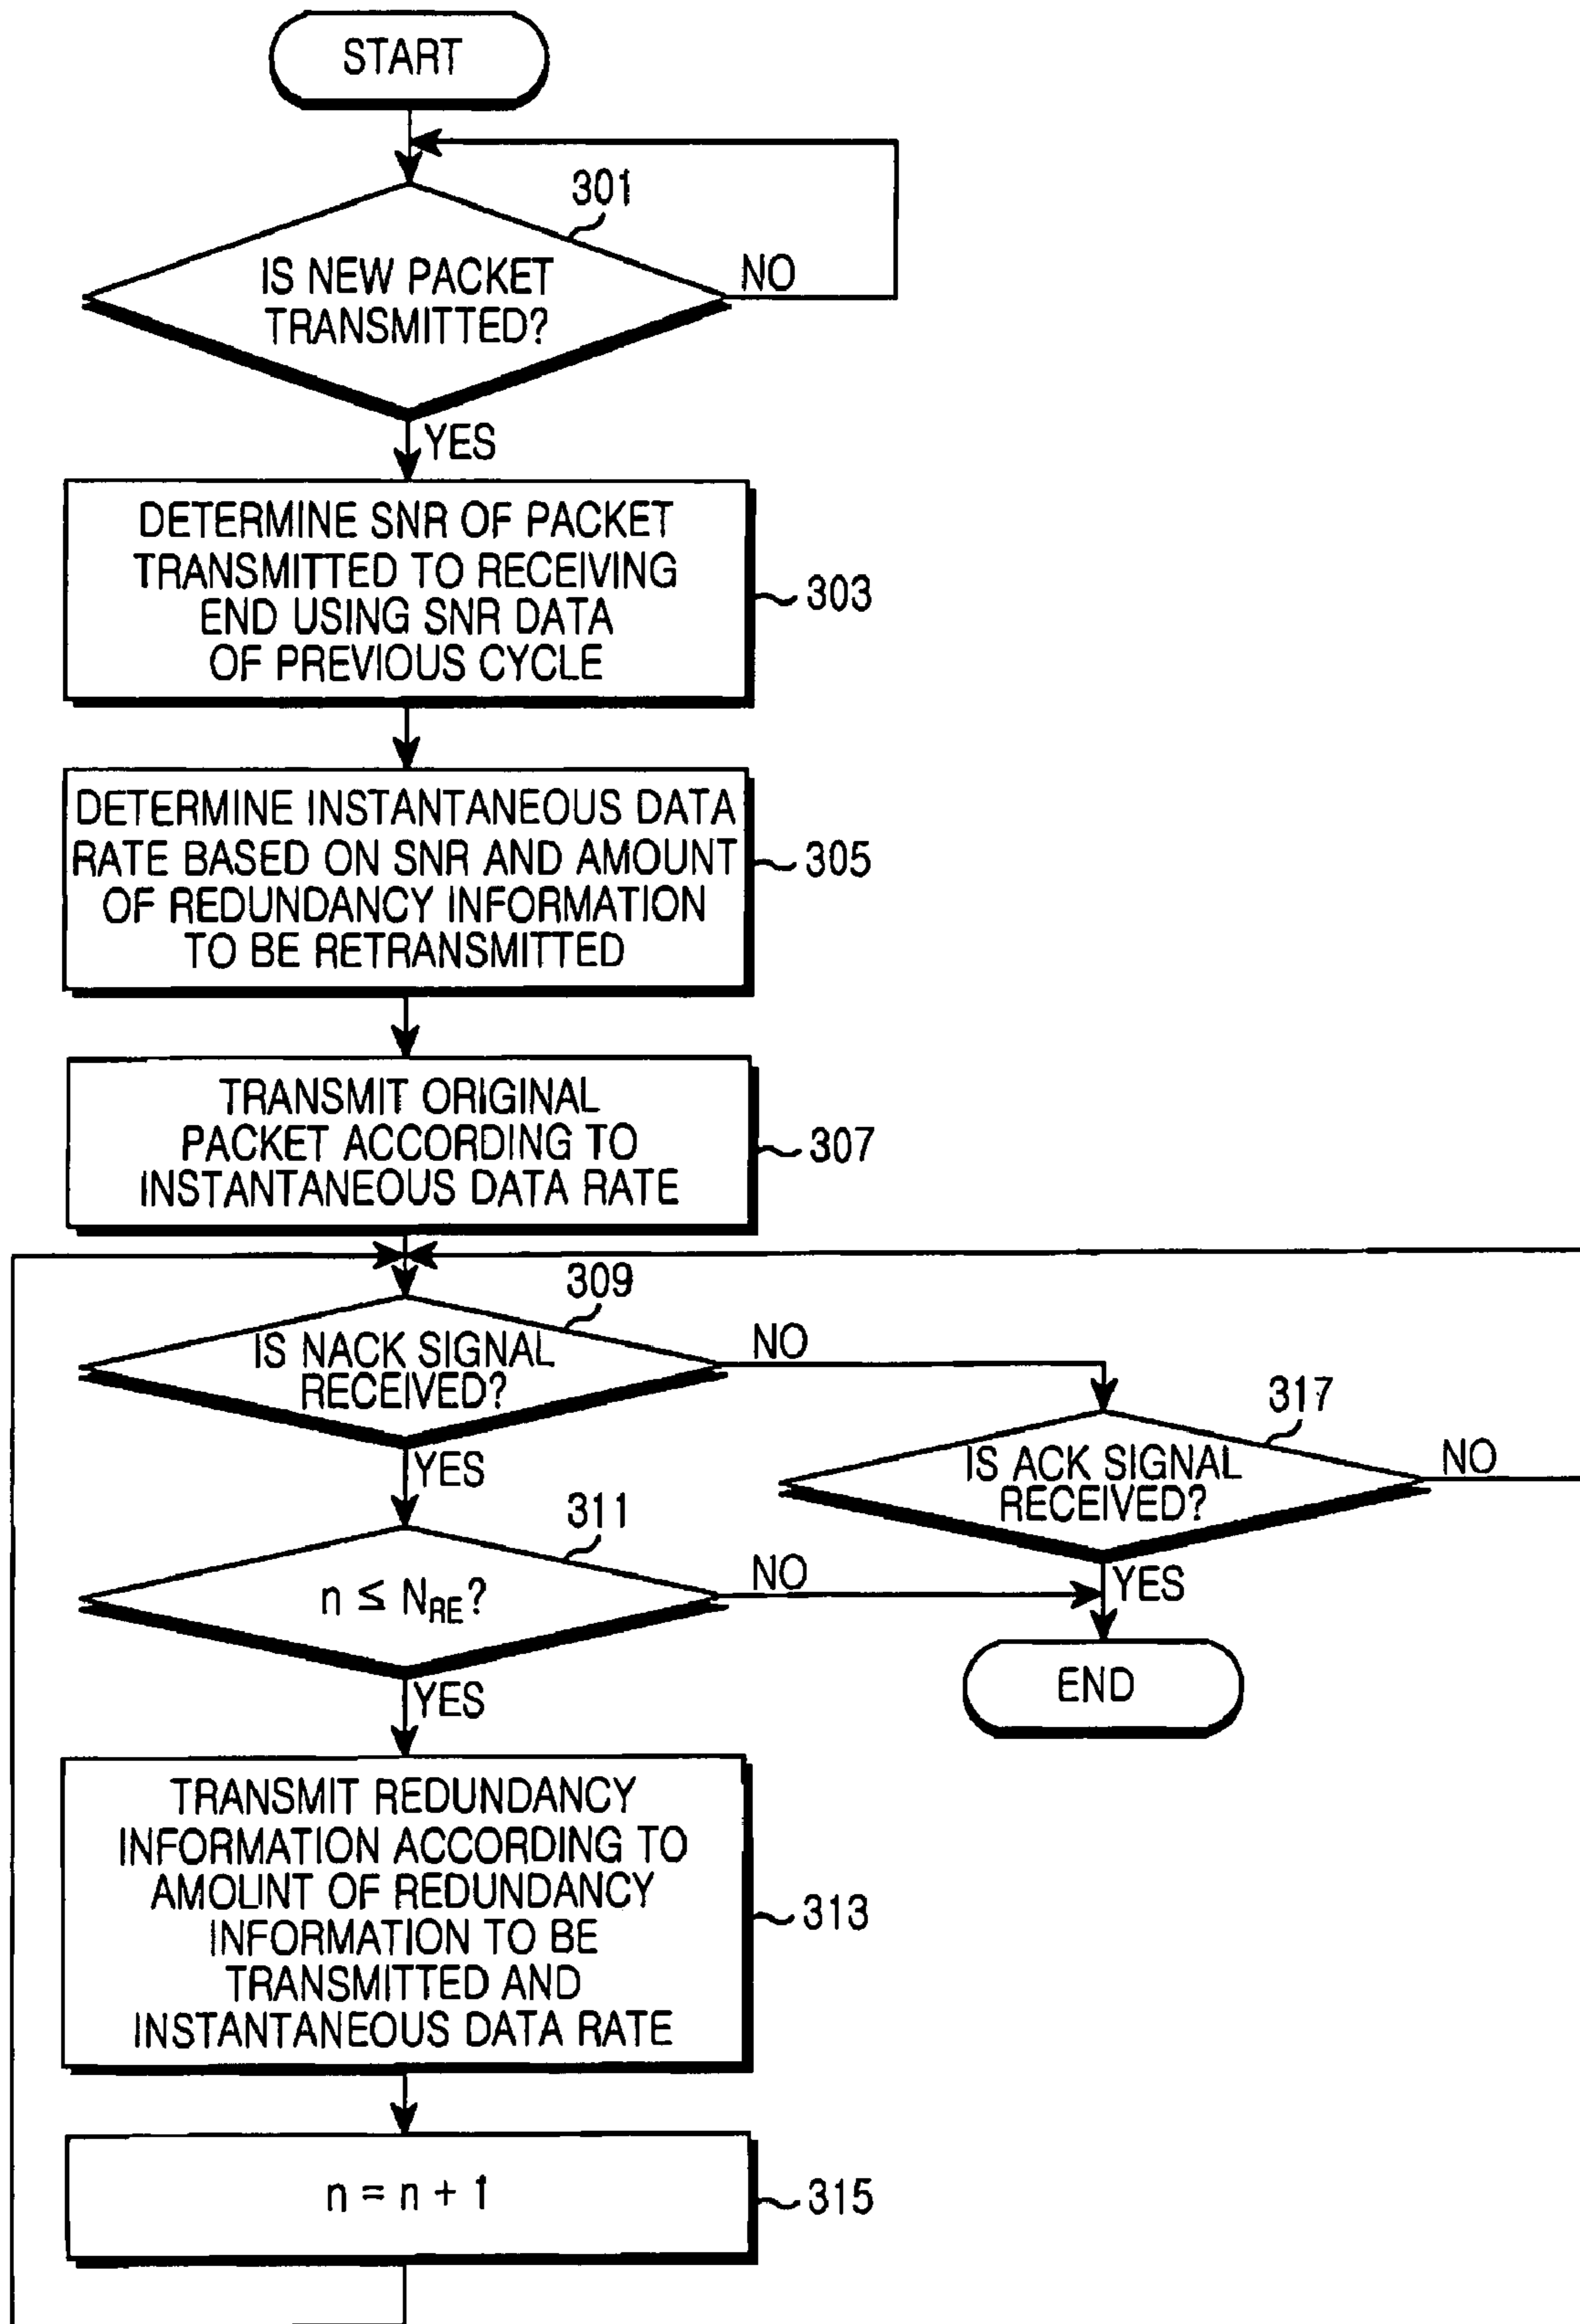 START
301
IS NEW PACKET
TRANSMITTED?
NO
YES
DETERMINE SNR OF PACKET
TRANSMITTED TO RECEIVING
END USING SNR DATA
OF PREVIOUS CYCLE
303
DETERMINE INSTANTANEOUS DATA
RATE BASED ON SNR AND AMOUNT
OF REDUNDANCY INFORMATION
TO BE RETRANSMITTED
305
TRANSMIT ORIGINAL
PACKET ACCORDING TO
INSTANTANEOUS DATA RATE
307
309
IS NACK SIGNAL
RECEIVED?
NO
YES
317
IS ACK SIGNAL
RECEIVED?
NO
YES
311
n ≤ NRE?
NO
YES
END
TRANSMIT REDUNDANCY
INFORMATION ACCORDING TO
AMOUNT OF REDUNDANCY
INFORMATION TO BE
TRANSMITTED AND
INSTANTANEOUS DATA RATE
313
n = n + 1
315